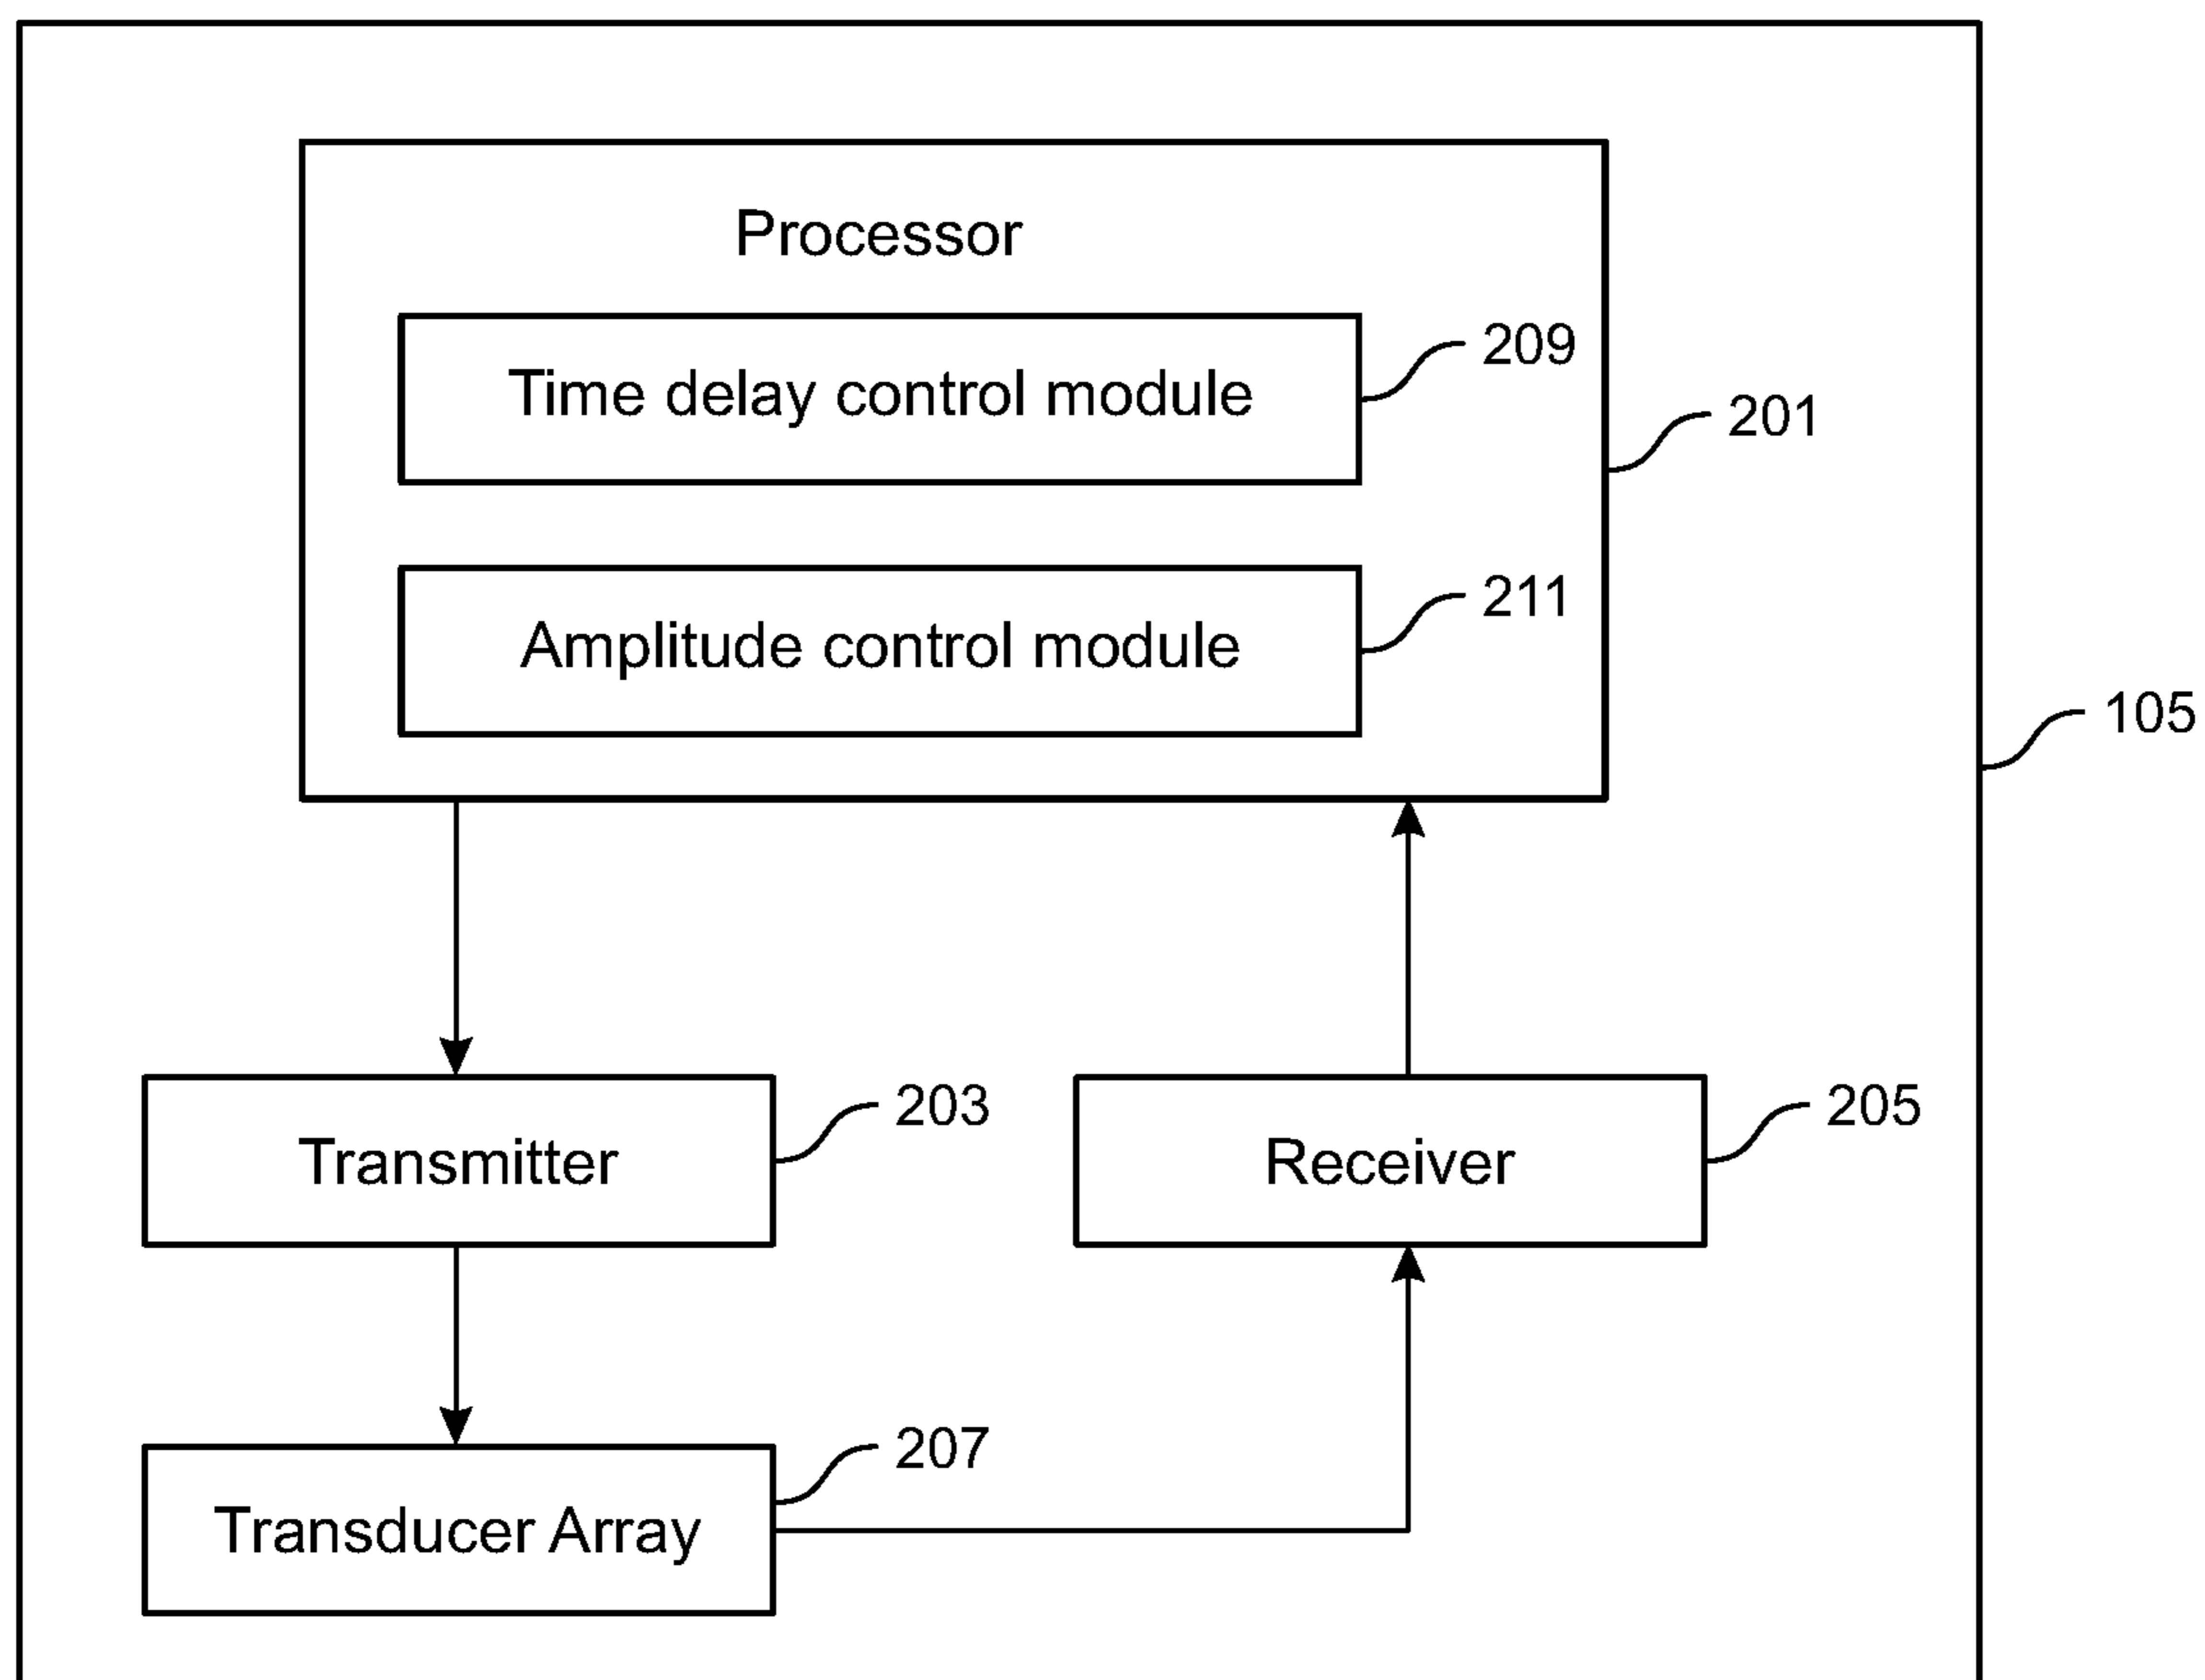 Processor
Time delay control module
209
201
Amplitude control module
211
105
Transmitter
203
Receiver
205
Transducer Array
207